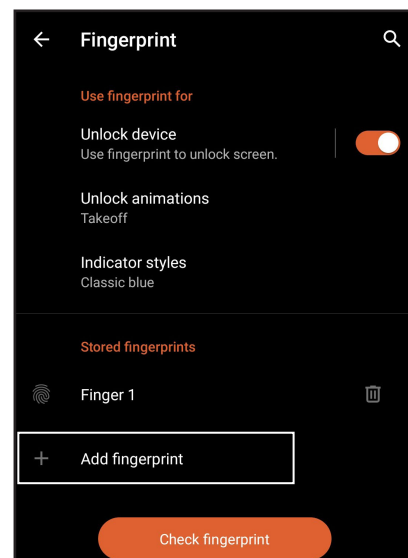 Fingerprint
Use fingerprint for
Unlock device
Use fingerprint to unlock screen.
Unlock animations
Takeoff
Indicator styles
Classic blue
Stored fingerprints
Finger 1
Add fingerprint
Check fingerprint